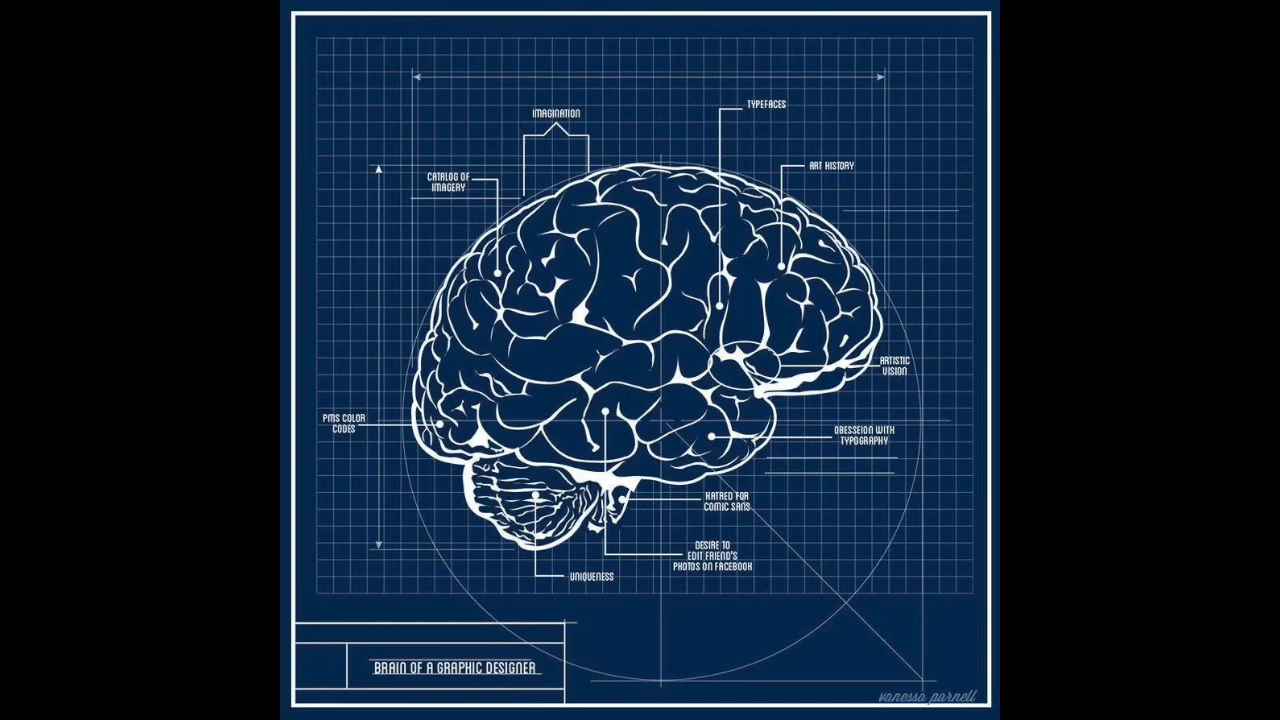 TYPEFACES
IMAGINATION
ART HISTORY
CATALOG OF
IMAGERY
ARTISTIC
VISION
PMS COLOR
CODES
OBESSEION WITH
TYPOGRAPHY
HATRED FOR
COMIC SANS
DESIRE TO
EDIT FRIEND'S
PHOTOS ON FACEBOOK
UNIQUENESS
BRAIN OF A GRAPHIC DESIGNER
vanessa parnell